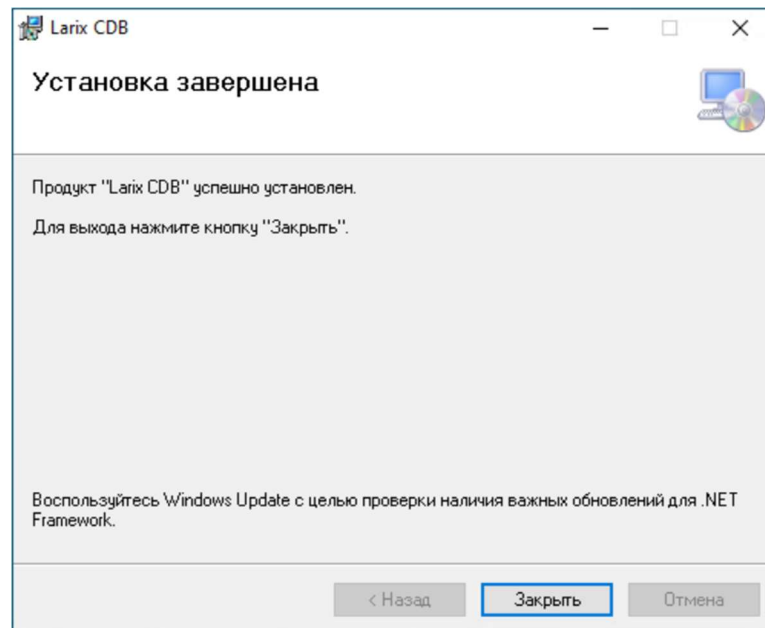 Larix CDB
Установка завершена
Продукт "Larix CDB" успешно установлен.
Для выхода нажмите кнопку "Закрыть".
Воспользуйтесь Windows Update с целью проверки наличия важных обновлений для .NET
Framework.
< Назад
Закрыть
Отмена